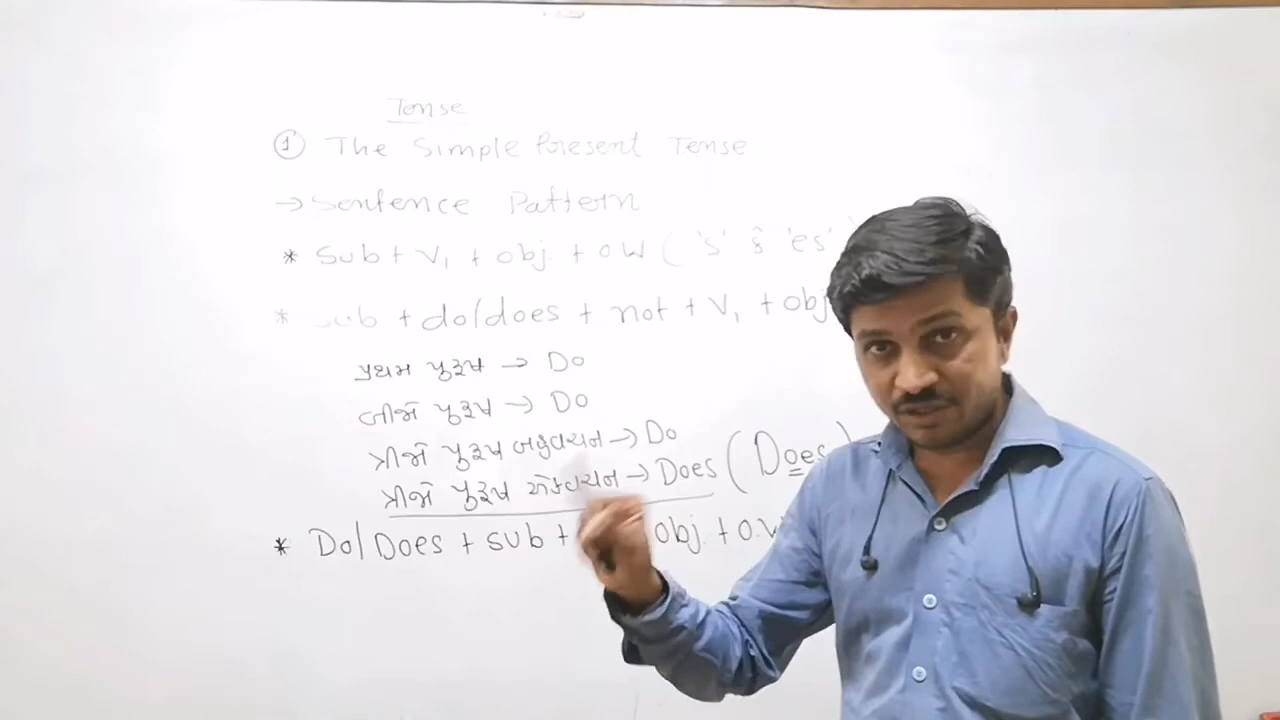 Tense
① The Simple Present Tense
→ Sentence Pattern
* Sub + V₁ + obj. + o.w ( 's' & 'es' )
* sub + do/does + not + V₁ + obj
પ્રથમ પુરૂષ → Do
બીજો પુરૂષ → Do
ત્રીજો પુરૂષ બહુવચન → Do
ત્રીજો પુરૂષ એકવચન → Does ( Does )
* Do/Does + sub + obj. + o.w